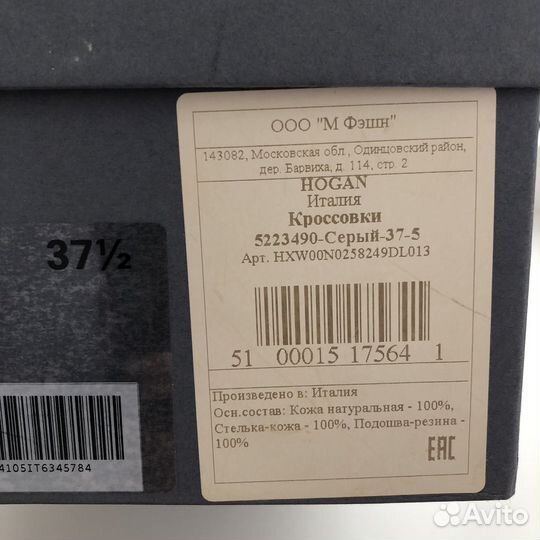 ООО "М Фэшн"
143082, Московская обл., Одинцовский район,
дер. Барвиха, д. 114, стр. 2
HOGAN
Италия
Кроссовки
5223490-Серый-37-5
Арт. HXW00N0258249DL013
51 00015 17564 1
Произведено в: Италия
Осн.состав: Кожа натуральная - 100%,
Стелька-кожа - 100%, Подошва-резина -
100%
EAC
37½
4105IT6345784
Avito